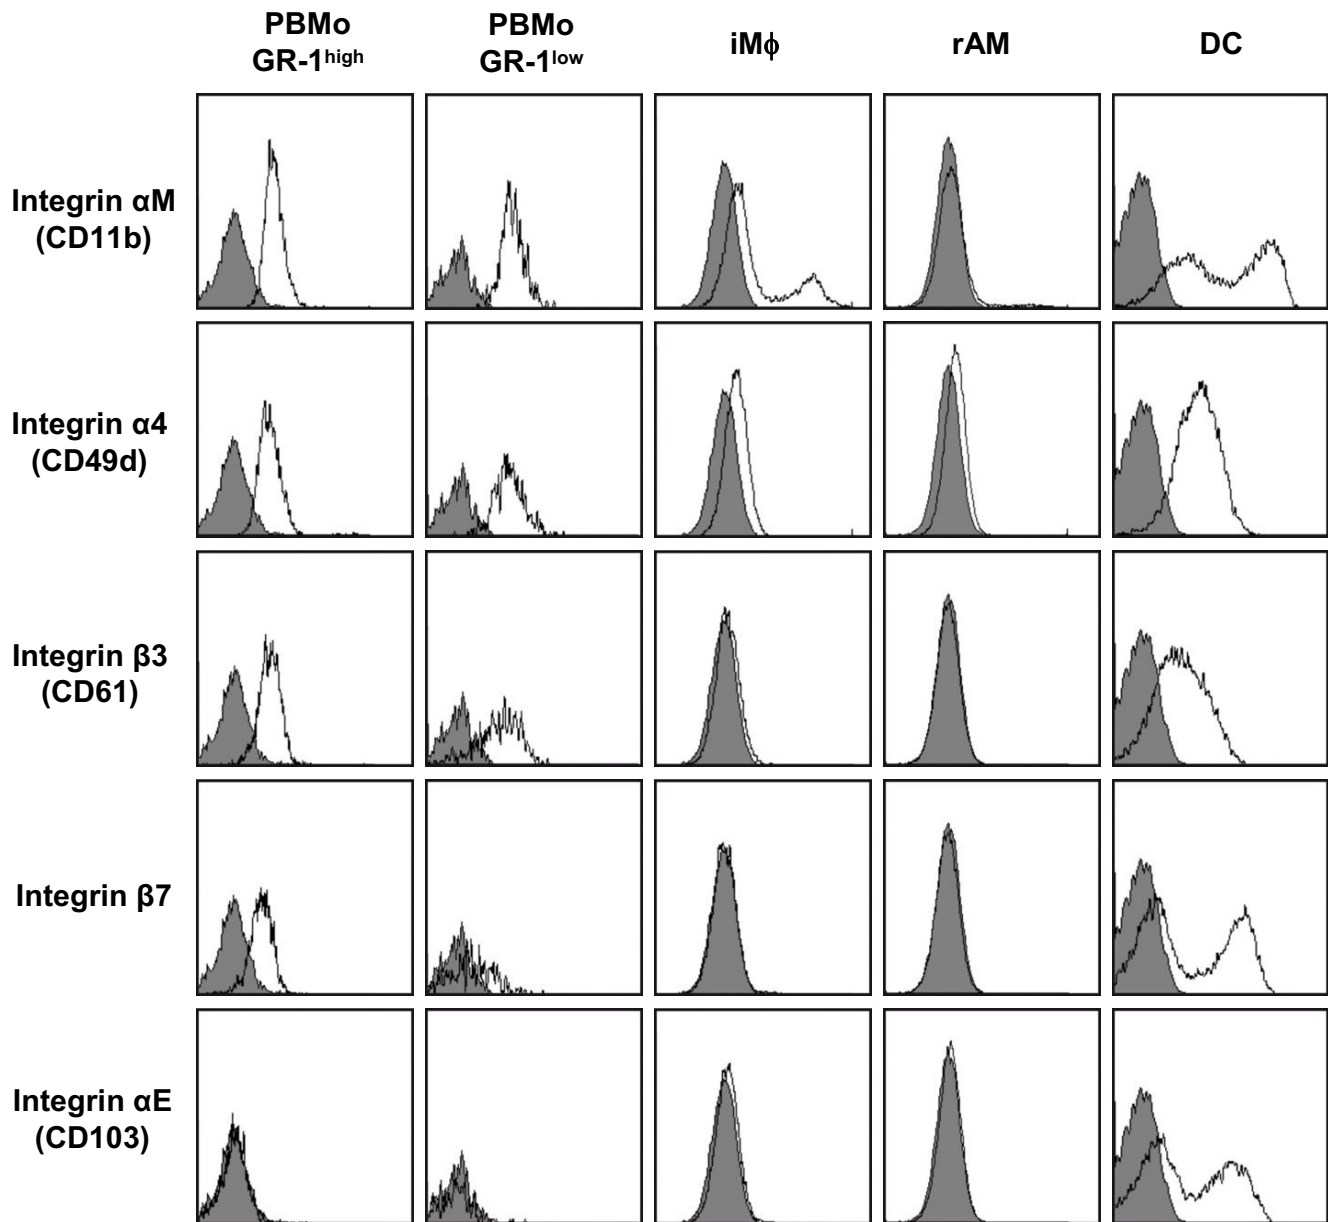 PBMo
GR-1high
PBMo
GR-1low
iMϕ
rAM
DC
Integrin αM
(CD11b)
Integrin α4
(CD49d)
Integrin β3
(CD61)
Integrin β7
Integrin αE
(CD103)